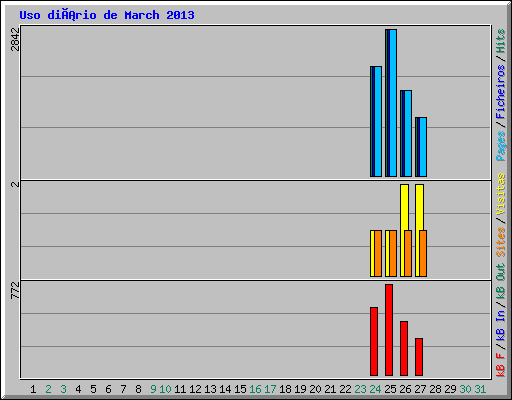 Uso diÃ¡rio de March 2013
2842
2
772
Hits / Ficheiros / Pages
Visitas / Sites
kB Out / kB In / kB F
1 2 3 4 5 6 7 8 9 10 11 12 13 14 15 16 17 18 19 20 21 22 23 24 25 26 27 28 29 30 31